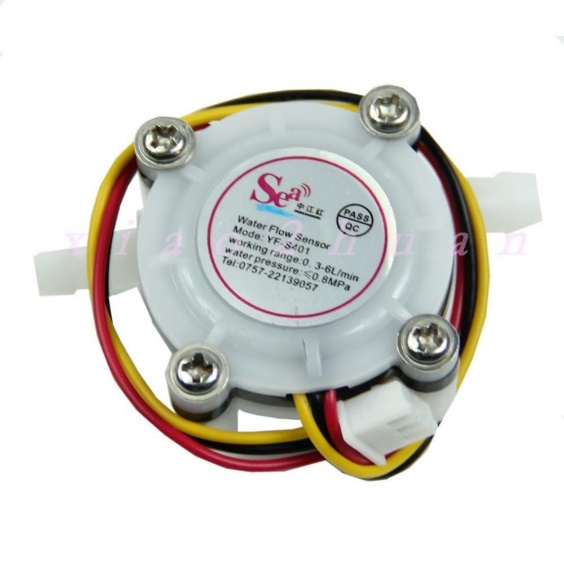 Sea
中江红
PASS
QC
Water Flow Sensor
Mode: YF-S401
working range:0.3-6L/min
water pressure:≤0.8MPa
Tel:0757-22139057